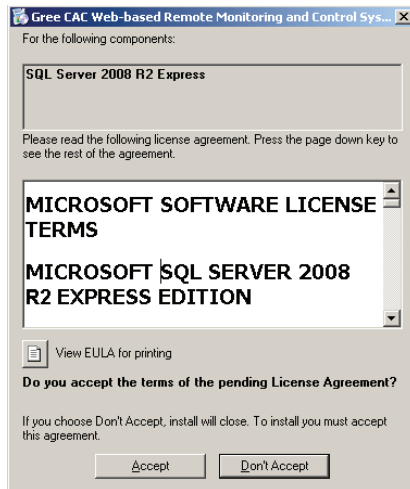 Gree CAC Web-based Remote Monitoring and Control Sys...
For the following components:
SQL Server 2008 R2 Express
Please read the following license agreement. Press the page down key to
see the rest of the agreement.
MICROSOFT SOFTWARE LICENSE
TERMS
MICROSOFT SQL SERVER 2008
R2 EXPRESS EDITION
View EULA for printing
Do you accept the terms of the pending License Agreement?
If you choose Don't Accept, install will close. To install you must accept
this agreement.
Accept
Don't Accept